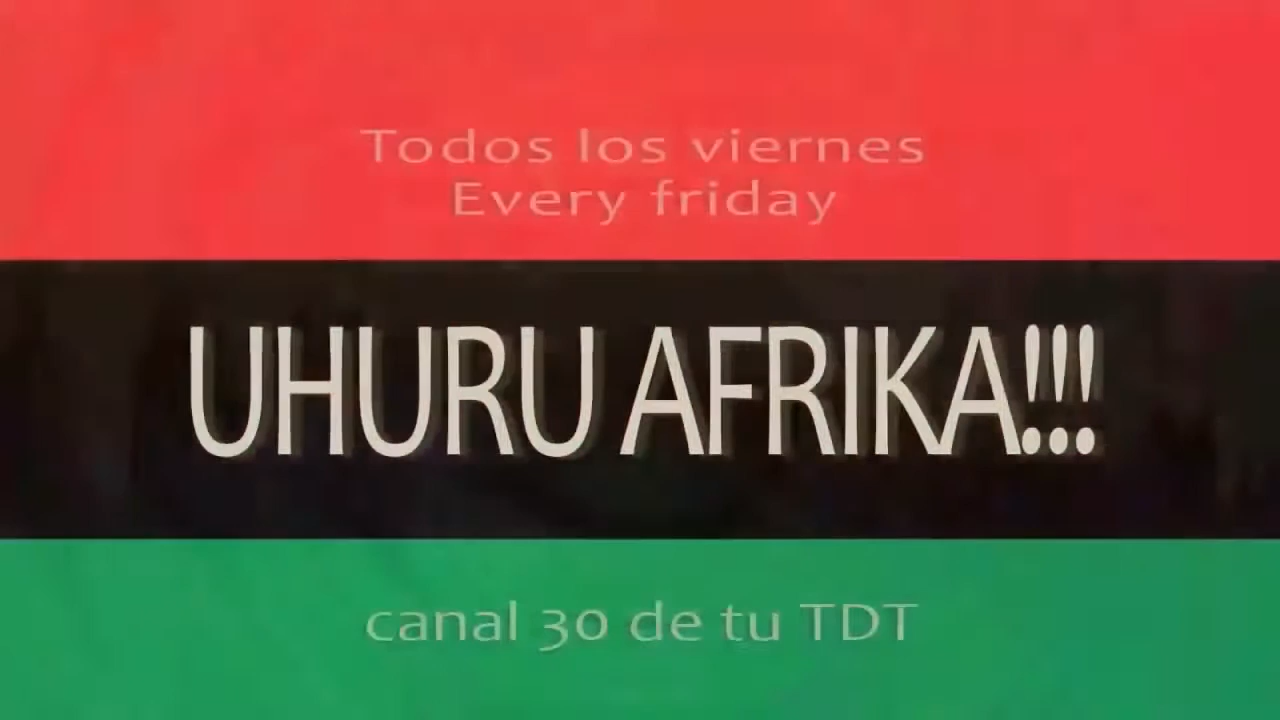 Todos los viernes
Every friday
UHURU AFRIKA!!!
canal 30 de tu TDT